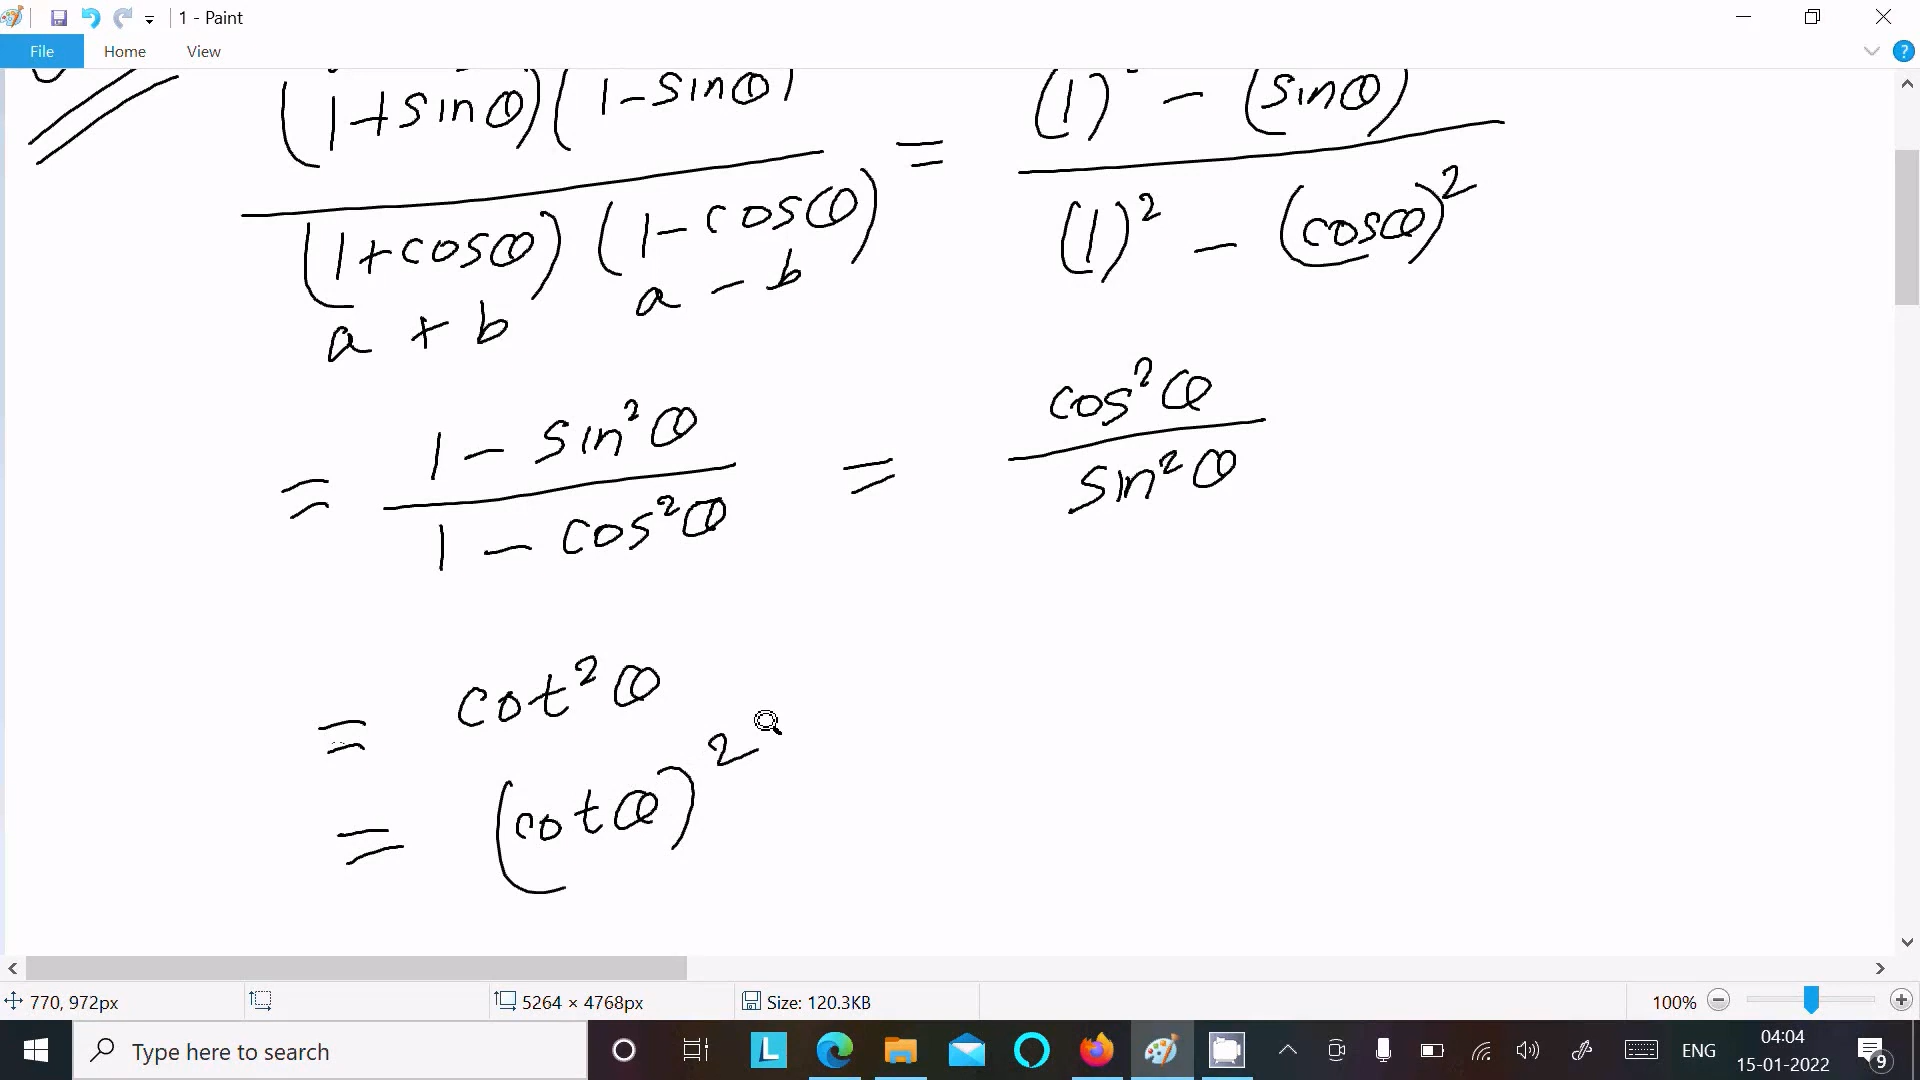 1 - Paint
File Home View
(1+sinθ)(1-sinθ) = (1)² - (sinθ)
(1+cosθ) (1-cosθ) (1)² - (cosθ)²
a + b a - b
= 1 - sin²θ = cos²θ
1 - cos²θ sin²θ
= cot²θ
= (cotθ)²
770, 972px 5264 × 4768px Size: 120.3KB 100%
Type here to search L ENG 04:04
15-01-2022 9